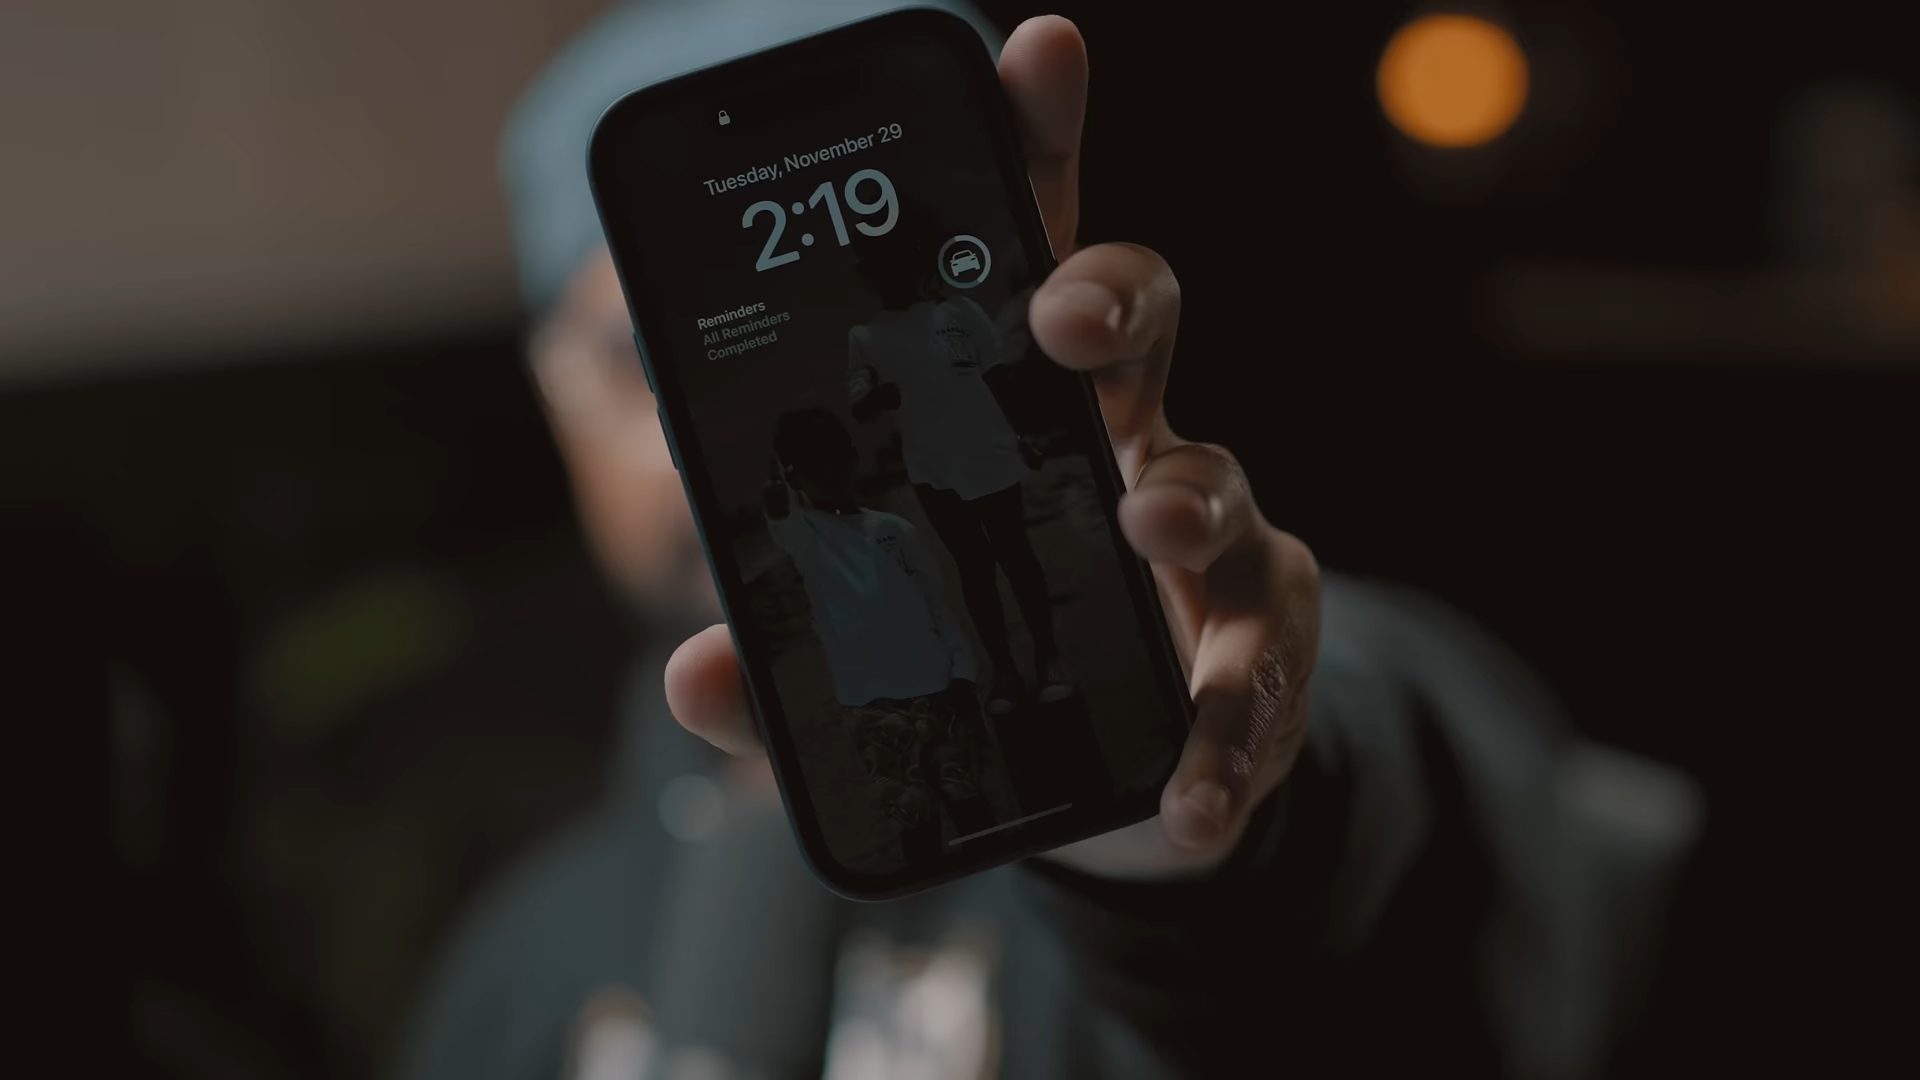 Tuesday, November 29
2:19
Reminders
All Reminders
Completed